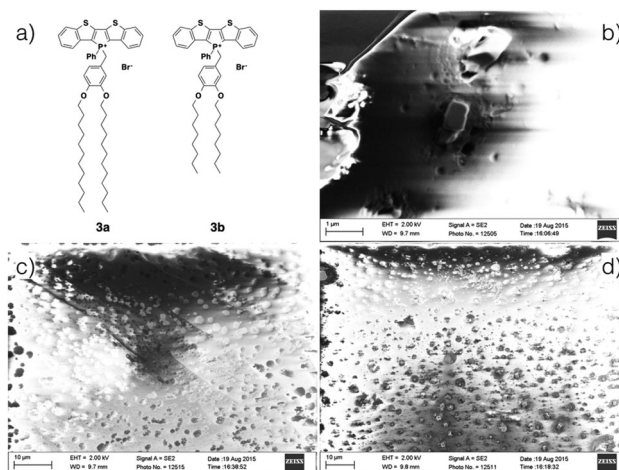 a)
S S
P+
Ph
Br-
O
O
3a
S S
P+
Ph
Br-
O
O
3b
b)
1 µm
EHT = 2.00 kV
WD = 9.7 mm
Signal A = SE2
Photo No. = 12505
Date :19 Aug 2015
Time :16:06:49
ZEISS
c)
10 µm
EHT = 2.00 kV
WD = 9.7 mm
Signal A = SE2
Photo No. = 12515
Date :19 Aug 2015
Time :16:38:52
ZEISS
d)
10 µm
EHT = 2.00 kV
WD = 9.8 mm
Signal A = SE2
Photo No. = 12511
Date :19 Aug 2015
Time :16:18:32
ZEISS